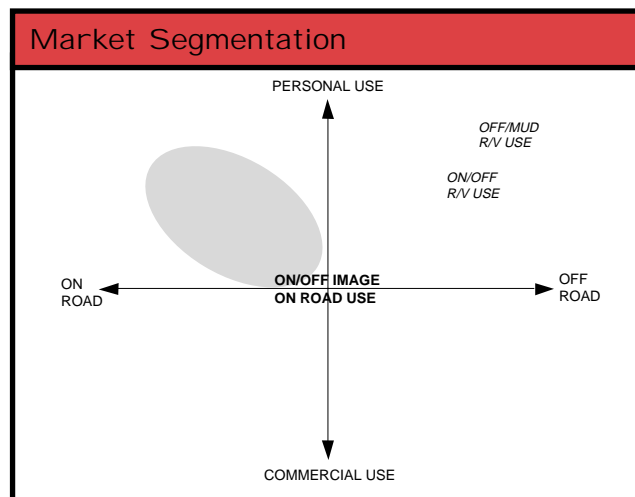 Market Segmentation
PERSONAL USE
OFF/MUD
R/V USE
ON/OFF
R/V USE
ON
ROAD
ON/OFF IMAGE
ON ROAD USE
OFF
ROAD
COMMERCIAL USE